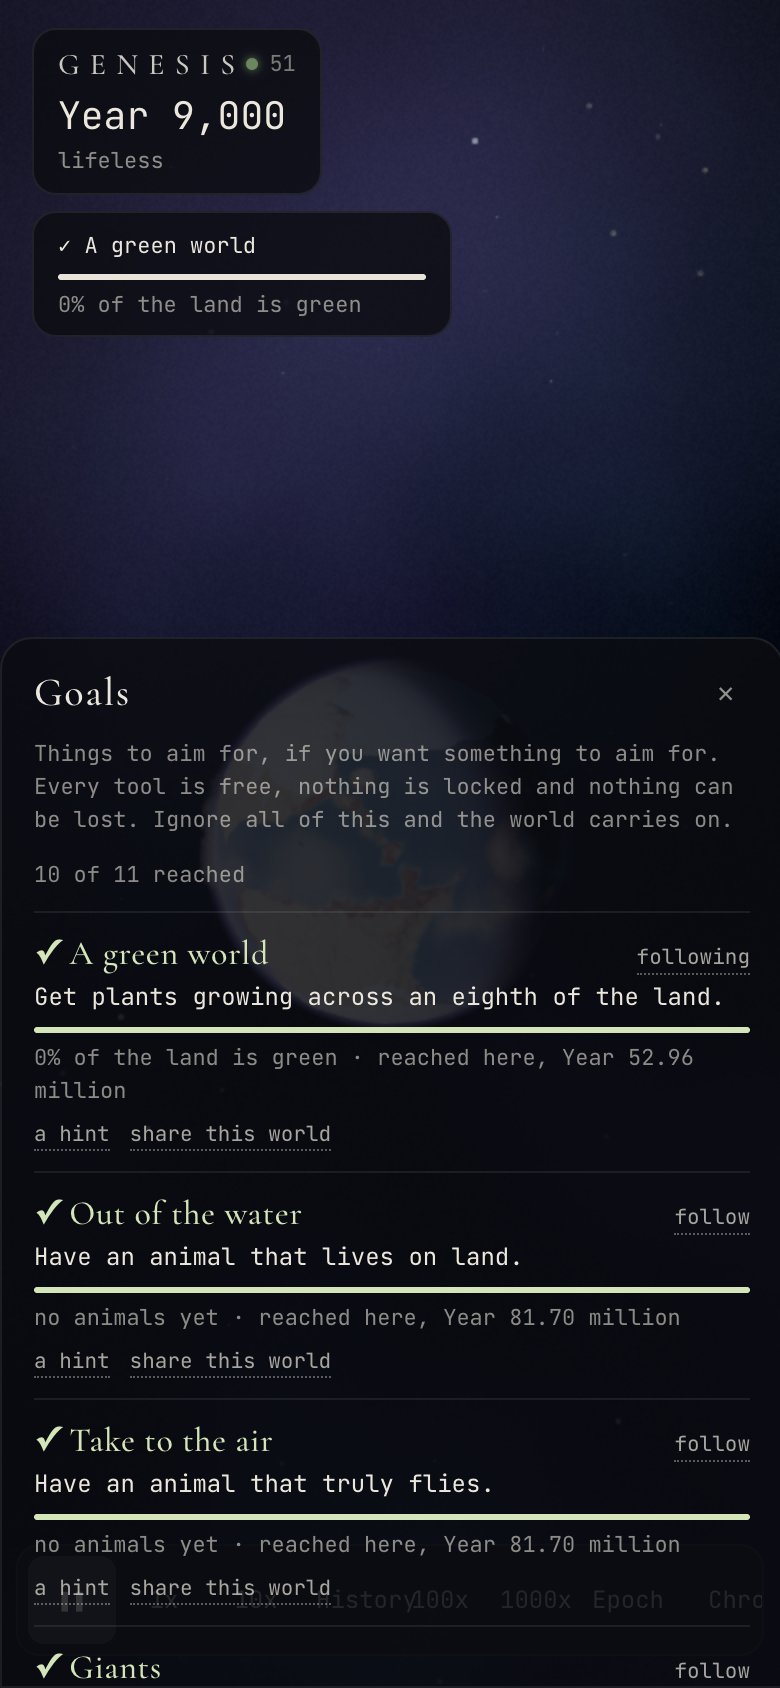 GENESIS 51
Year 9,000
lifeless
✓ A green world
0% of the land is green
Goals ×
Things to aim for, if you want something to aim for.
Every tool is free, nothing is locked and nothing can
be lost. Ignore all of this and the world carries on.
10 of 11 reached
✓ A green world following
Get plants growing across an eighth of the land.
0% of the land is green · reached here, Year 52.96
million
a hint share this world
✓ Out of the water follow
Have an animal that lives on land.
no animals yet · reached here, Year 81.70 million
a hint share this world
✓ Take to the air follow
Have an animal that truly flies.
no animals yet · reached here, Year 81.70 million
a hint share this world
1x 10x History 100x 1000x Epoch Chro
✓ Giants follow